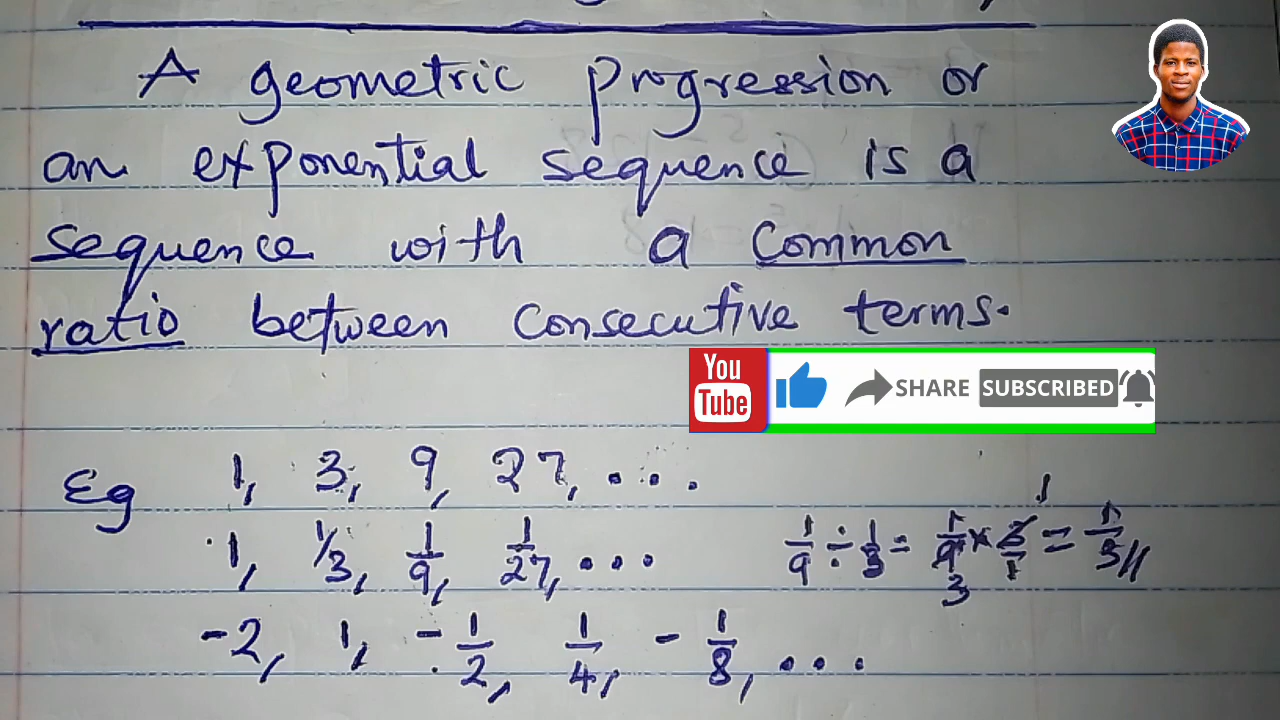 A geometric progression or
an exponential sequence is a
sequence with a common
ratio between consecutive terms.
You
Tube
SHARE SUBSCRIBED
Eg 1, 3, 9, 27, ...
1, 1/3, 1/9, 1/27, ... 1/9 ÷ 1/3 = 1/9 3 × 3/1 1 = 1/3 //
-2, 1, -1/2, 1/4, -1/8, ...